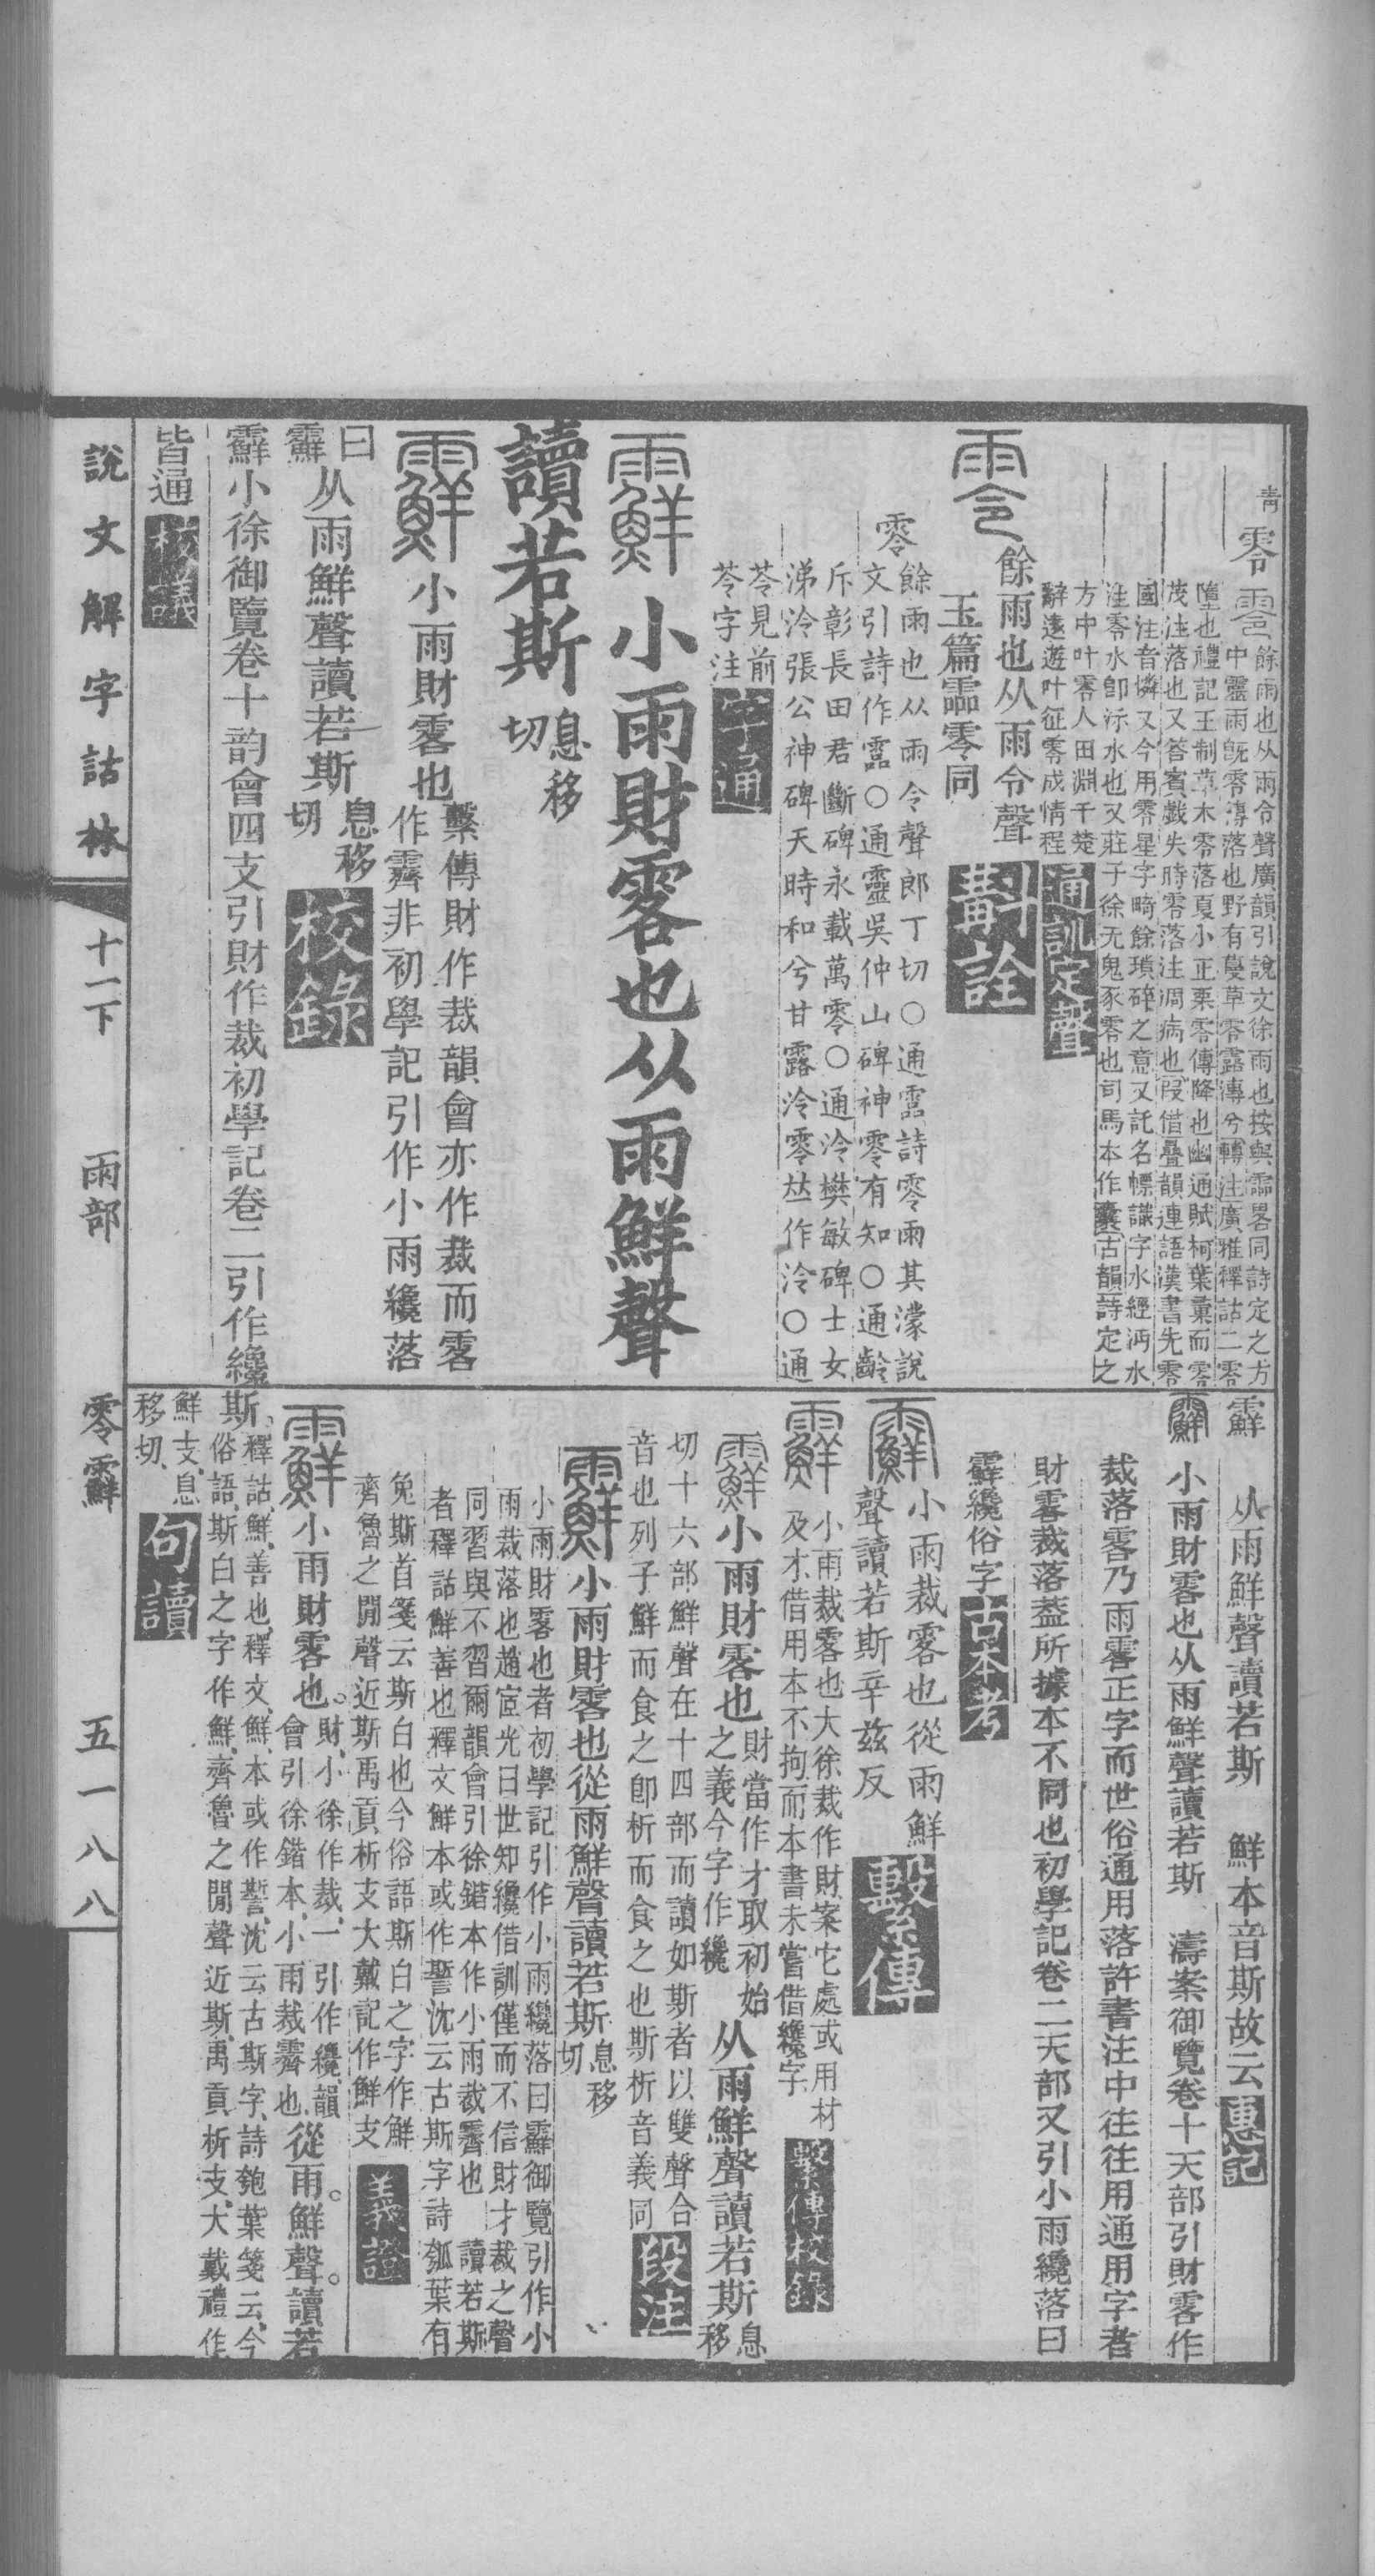 青
零
餘雨也从雨令聲廣韻引說文徐雨也按與霝畧同詩定之方
中靈雨旣零溥落也野有蔓草零露漙兮轉注廣雅釋詁二零
墮也禮記王制草木零落夏小正栗零傳降也幽通賦柯葉彙而零
茂注落也又答賓戲失時零落注凋病也叚借疊韻連語漢書先零
國注音憐又今用零星字畸餘瑣碎之意又託名幖識字水經沔水
注零水卽沶水也又莊子徐无鬼豕零也司馬本作囊古韻詩定之
方中叶零人田淵千楚
辭遠遊叶征零成情程
通訓定聲
餘雨也从雨令聲
玉篇霝零同
斠詮
零
餘雨也从雨令聲郎丁切○通霝詩零雨其濛說
文引詩作霝○通靈吳仲山碑神零有知○通齡
斥彰長田君斷碑永載萬零○通泠樊敏碑士女
涕泠張公神碑天時和兮甘露泠零㠪作泠○通
苓見前
苓字注
字通
小雨財零也从雨鮮聲
讀若斯
息移
切
小雨財零也
繫傳財作裁韻會亦作裁而零
作霽非初學記引作小雨纔落
曰
霹从雨鮮聲讀若斯
息移
切
校錄
小徐御覽卷十韵會四支引財作裁初學記卷二引作纔
皆通
校議
从雨鮮聲讀若斯 鮮本音斯故云
惠記
小雨財零也从雨鮮聲讀若斯 濤案御覽卷十天部引財零作
裁落零乃雨零正字而世俗通用落許書注中往往用通用字者
財零裁落葢所據本不同也初學記卷二天部又引小雨纔落曰
纔俗字
古本考
小雨裁零也從雨鮮
聲讀若斯辛茲反
繫傳
小雨裁零也大徐裁作財案它處或用材
及才借用本不拘而本書未嘗借纔字
繫傳校錄
小雨財零也
財當作才取初始
之義今字作纔
从雨鮮聲讀若斯
息移
切十六部鮮聲在十四部而讀如斯者以雙聲合
音也列子鮮而食之卽析而食之也斯析音義同
段注
小雨財零也從雨鮮聲讀若斯
息移
切
小雨財零也者初學記引作小雨纔落曰霹御覽引作小
雨裁落也趙宧光曰世知纔借訓僅而不信財才裁之聲
同習與不習爾韻會引徐鍇本作小雨裁霽也 讀若斯
者釋詁鮮善也釋文鮮本或作誓沈云古斯字詩瓠葉有
兔斯首箋云斯白也今俗語斯白之字作鮮
齊魯之閒聲近斯禹貢析支大戴記作鮮支
義證
小雨財零也。
財、小徐作裁、一引作纔、韻
會引徐鍇本、小雨裁霽也
從雨。鮮聲。讀若
斯、
釋詁、鮮、善也、釋文、鮮、本或作誓、沈云古斯字、詩匏葉箋云、今
俗語、斯白之字作鮮、齊魯之閒聲近斯、禹貢析支、大戴禮作
鮮支、息
移切、
句讀
說文解字詁林
十一下
雨部
零
五一八八